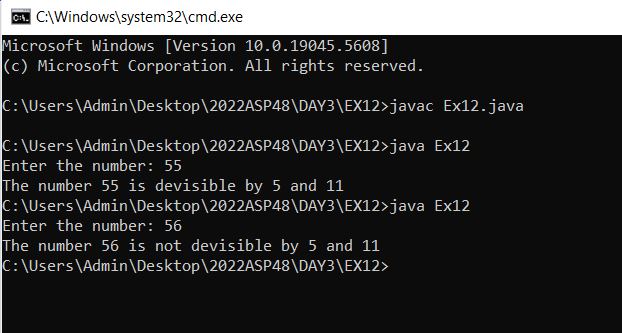 C:\Windows\system32\cmd.exe
Microsoft Windows [Version 10.0.19045.5608]
(c) Microsoft Corporation. All rights reserved.
C:\Users\Admin\Desktop\2022ASP48\DAY3\EX12>javac Ex12.java
C:\Users\Admin\Desktop\2022ASP48\DAY3\EX12>java Ex12
Enter the number: 55
The number 55 is devisible by 5 and 11
C:\Users\Admin\Desktop\2022ASP48\DAY3\EX12>java Ex12
Enter the number: 56
The number 56 is not devisible by 5 and 11
C:\Users\Admin\Desktop\2022ASP48\DAY3\EX12>